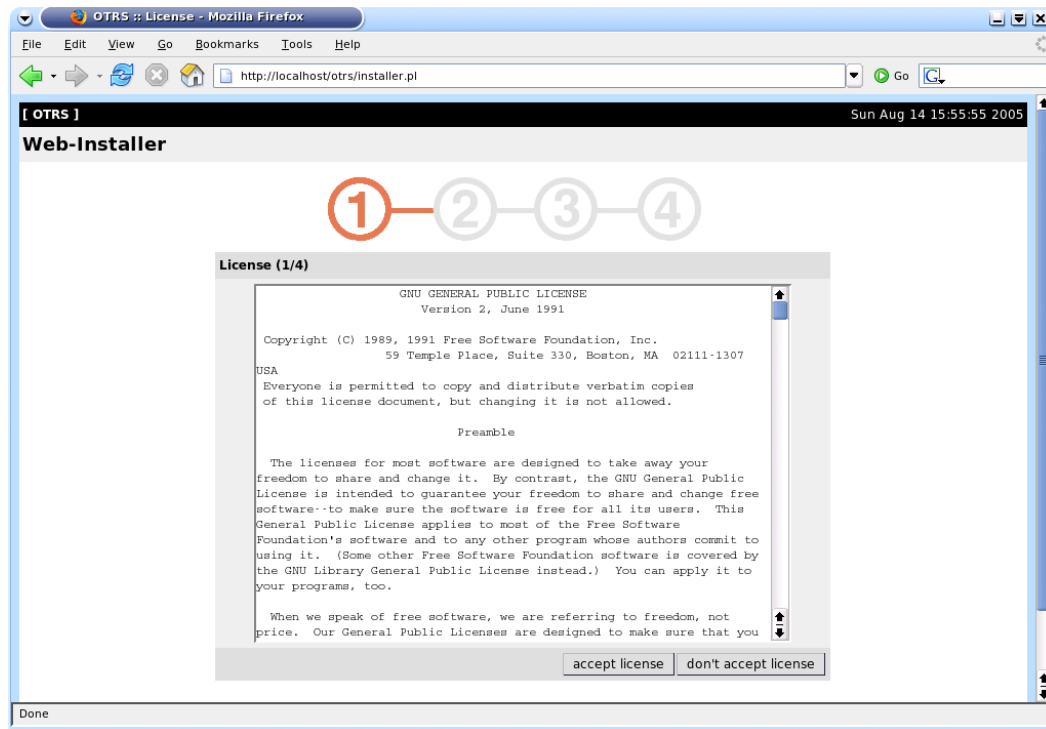 OTRS :: License - Mozilla Firefox
File Edit View Go Bookmarks Tools Help
http://localhost/otrs/installer.pl Go G
[ OTRS ] Sun Aug 14 15:55:55 2005
Web-Installer
1 2 3 4
License (1/4)
GNU GENERAL PUBLIC LICENSE
Version 2, June 1991
Copyright (C) 1989, 1991 Free Software Foundation, Inc.
59 Temple Place, Suite 330, Boston, MA 02111-1307
USA
Everyone is permitted to copy and distribute verbatim copies
of this license document, but changing it is not allowed.
Preamble
The licenses for most software are designed to take away your
freedom to share and change it. By contrast, the GNU General Public
License is intended to guarantee your freedom to share and change free
software--to make sure the software is free for all its users. This
General Public License applies to most of the Free Software
Foundation's software and to any other program whose authors commit to
using it. (Some other Free Software Foundation software is covered by
the GNU Library General Public License instead.) You can apply it to
your programs, too.
When we speak of free software, we are referring to freedom, not
price. Our General Public Licenses are designed to make sure that you
accept license don't accept license
Done